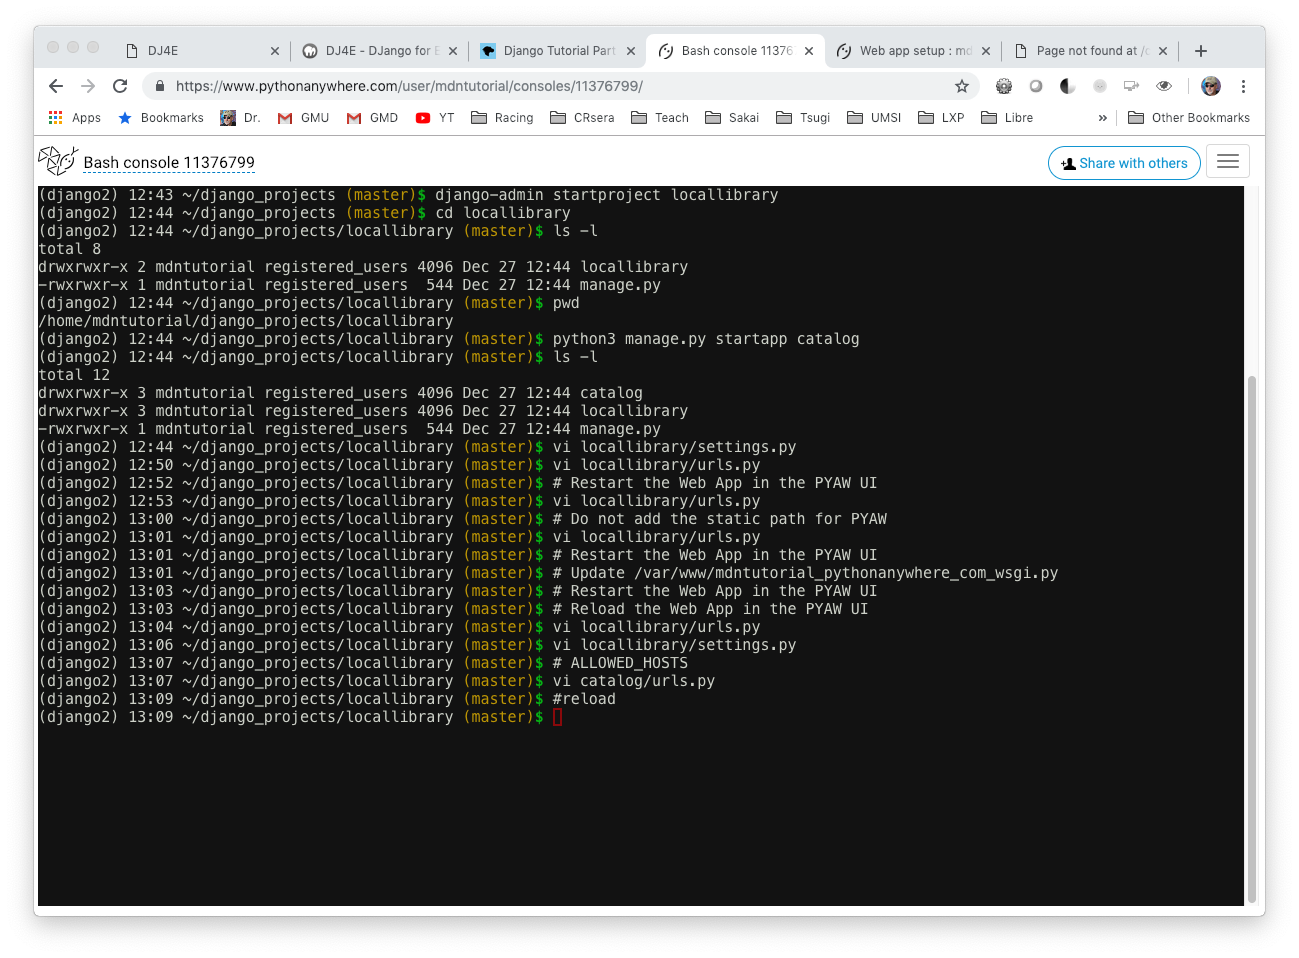 DJ4E
DJ4E - DJango for E
Django Tutorial Part
Bash console 11376
Web app setup : md
Page not found at /c
https://www.pythonanywhere.com/user/mdntutorial/consoles/11376799/
Apps Bookmarks Dr. GMU GMD YT Racing CRsera Teach Sakai Tsugi UMSI LXP Libre » Other Bookmarks
Bash console 11376799
Share with others
(django2) 12:43 ~/django_projects (master)$ django-admin startproject locallibrary
(django2) 12:44 ~/django_projects (master)$ cd locallibrary
(django2) 12:44 ~/django_projects/locallibrary (master)$ ls -l
total 8
drwxrwxr-x 2 mdntutorial registered_users 4096 Dec 27 12:44 locallibrary
-rwxrwxr-x 1 mdntutorial registered_users  544 Dec 27 12:44 manage.py
(django2) 12:44 ~/django_projects/locallibrary (master)$ pwd
/home/mdntutorial/django_projects/locallibrary
(django2) 12:44 ~/django_projects/locallibrary (master)$ python3 manage.py startapp catalog
(django2) 12:44 ~/django_projects/locallibrary (master)$ ls -l
total 12
drwxrwxr-x 3 mdntutorial registered_users 4096 Dec 27 12:44 catalog
drwxrwxr-x 3 mdntutorial registered_users 4096 Dec 27 12:44 locallibrary
-rwxrwxr-x 1 mdntutorial registered_users  544 Dec 27 12:44 manage.py
(django2) 12:44 ~/django_projects/locallibrary (master)$ vi locallibrary/settings.py
(django2) 12:50 ~/django_projects/locallibrary (master)$ vi locallibrary/urls.py
(django2) 12:52 ~/django_projects/locallibrary (master)$ # Restart the Web App in the PYAW UI
(django2) 12:53 ~/django_projects/locallibrary (master)$ vi locallibrary/urls.py
(django2) 13:00 ~/django_projects/locallibrary (master)$ # Do not add the static path for PYAW
(django2) 13:01 ~/django_projects/locallibrary (master)$ vi locallibrary/urls.py
(django2) 13:01 ~/django_projects/locallibrary (master)$ # Restart the Web App in the PYAW UI
(django2) 13:01 ~/django_projects/locallibrary (master)$ # Update /var/www/mdntutorial_pythonanywhere_com_wsgi.py
(django2) 13:03 ~/django_projects/locallibrary (master)$ # Restart the Web App in the PYAW UI
(django2) 13:03 ~/django_projects/locallibrary (master)$ # Reload the Web App in the PYAW UI
(django2) 13:04 ~/django_projects/locallibrary (master)$ vi locallibrary/urls.py
(django2) 13:06 ~/django_projects/locallibrary (master)$ vi locallibrary/settings.py
(django2) 13:07 ~/django_projects/locallibrary (master)$ # ALLOWED_HOSTS
(django2) 13:07 ~/django_projects/locallibrary (master)$ vi catalog/urls.py
(django2) 13:09 ~/django_projects/locallibrary (master)$ #reload
(django2) 13:09 ~/django_projects/locallibrary (master)$